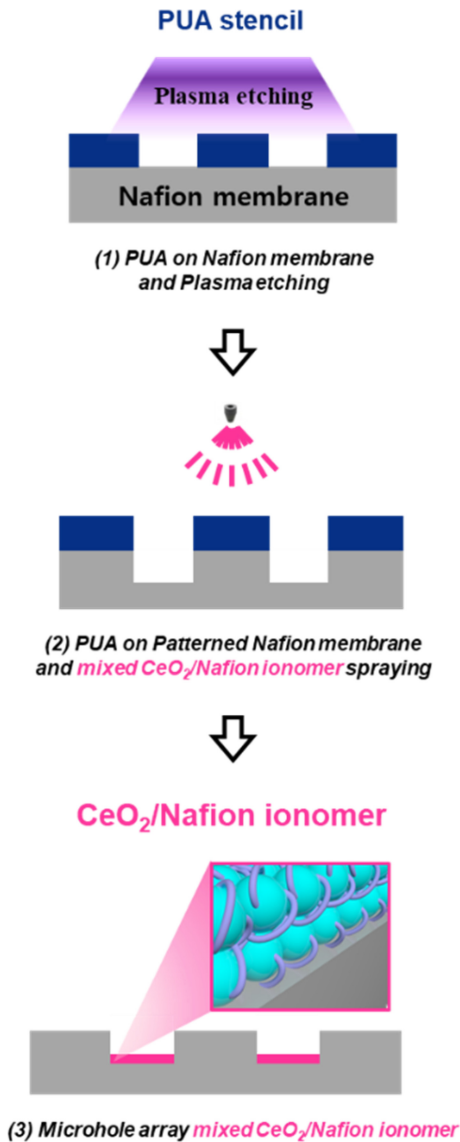 PUA stencil
Plasma etching
Nafion membrane
(1) PUA on Nafion membrane
and Plasma etching
(2) PUA on Patterned Nafion membrane
and mixed CeO₂/Nafion ionomer spraying
CeO₂/Nafion ionomer
(3) Microhole array mixed CeO₂/Nafion ionomer